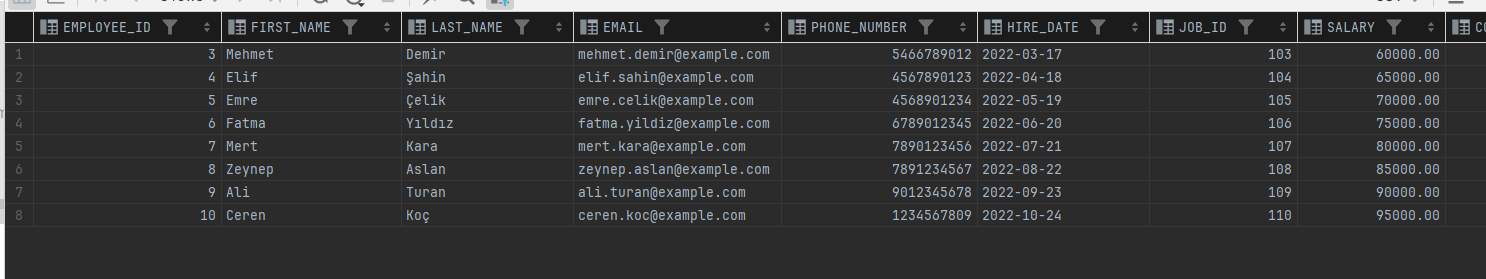 EMPLOYEE_ID FIRST_NAME LAST_NAME EMAIL PHONE_NUMBER HIRE_DATE JOB_ID SALARY
1 3 Mehmet Demir mehmet.demir@example.com 5466789012 2022-03-17 103 60000.00
2 4 Elif Şahin elif.sahin@example.com 4567890123 2022-04-18 104 65000.00
3 5 Emre Çelik emre.celik@example.com 4568901234 2022-05-19 105 70000.00
4 6 Fatma Yıldız fatma.yildiz@example.com 6789012345 2022-06-20 106 75000.00
5 7 Mert Kara mert.kara@example.com 7890123456 2022-07-21 107 80000.00
6 8 Zeynep Aslan zeynep.aslan@example.com 7891234567 2022-08-22 108 85000.00
7 9 Ali Turan ali.turan@example.com 9012345678 2022-09-23 109 90000.00
8 10 Ceren Koç ceren.koc@example.com 1234567809 2022-10-24 110 95000.00